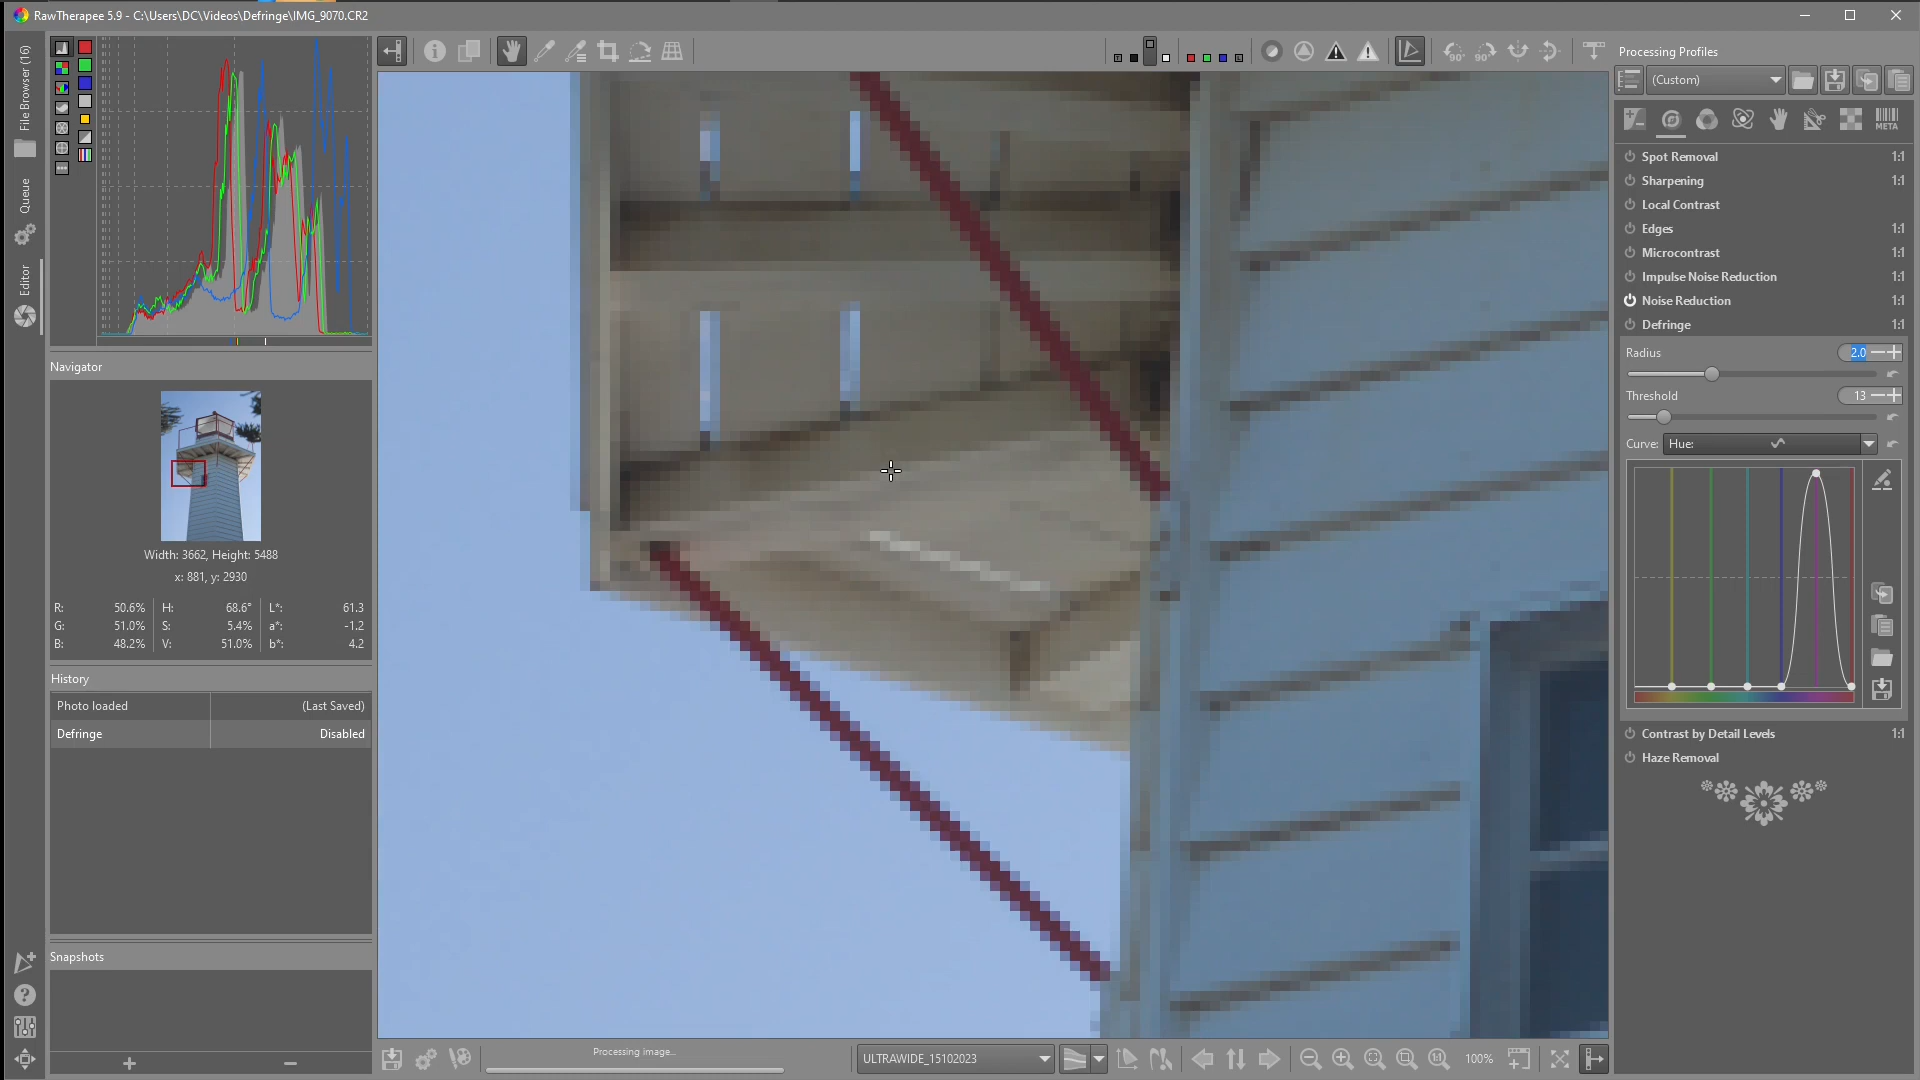 RawTherapee 5.9 - C:\Users\DC\Videos\Defringe\IMG_9070.CR2
File Browser (16)
Queue
Editor
Navigator
Width: 3662, Height: 5488
x: 881, y: 2930
R: 50.6% H: 68.6° L*: 61.3
G: 51.0% S: 5.4% a*: -1.2
B: 48.2% V: 51.0% b*: 4.2
History
Photo loaded (Last Saved)
Defringe Disabled
Snapshots
90° 90°
Processing image...
ULTRAWIDE_15102023
1:1 100%
Processing Profiles
(Custom)
META
Spot Removal 1:1
Sharpening 1:1
Local Contrast
Edges 1:1
Microcontrast 1:1
Impulse Noise Reduction 1:1
Noise Reduction 1:1
Defringe 1:1
Radius 2.0
Threshold 13
Curve: Hue:
Contrast by Detail Levels 1:1
Haze Removal